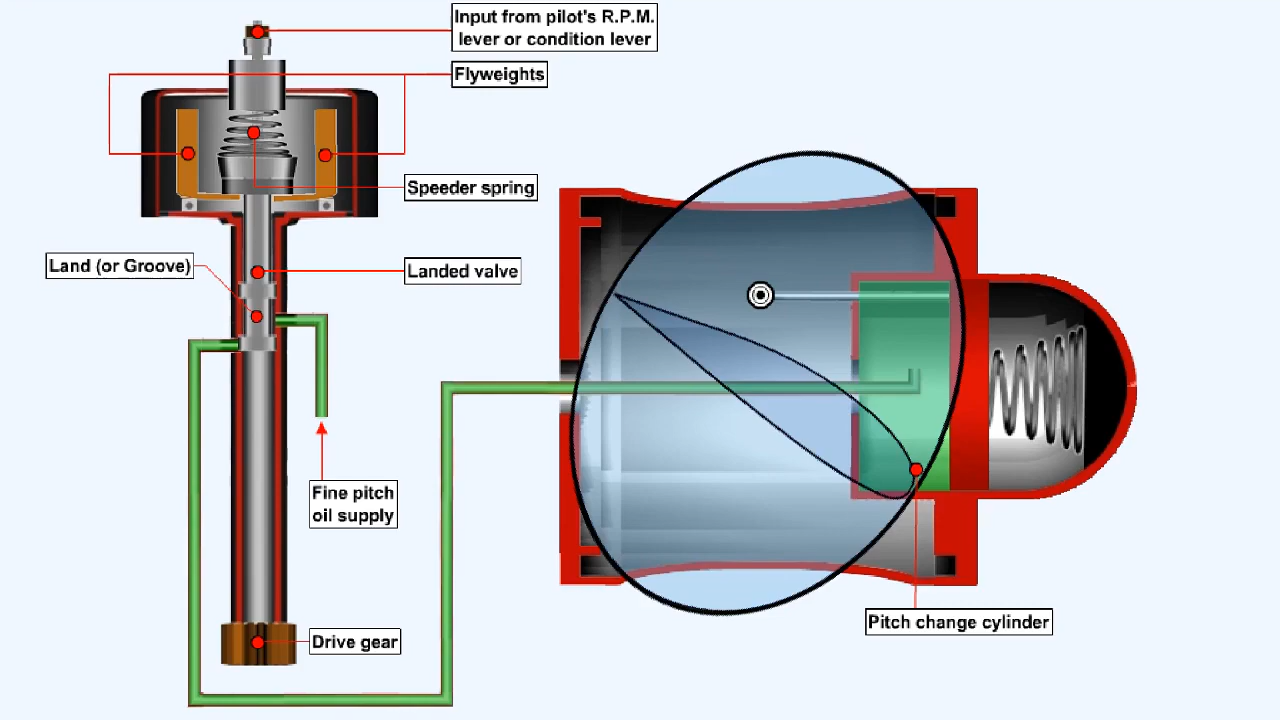 Input from pilot's R.P.M.
lever or condition lever
Flyweights
Speeder spring
Land (or Groove)
Landed valve
Fine pitch
oil supply
Drive gear
Pitch change cylinder